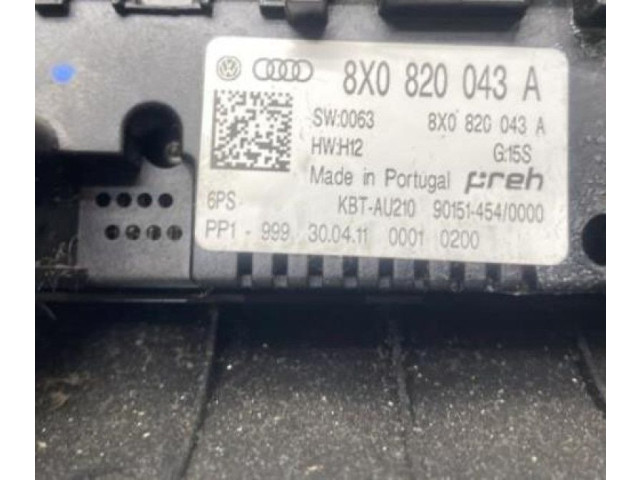 8X0 820 043 A
SW:0063 8X0 820 043 A
HW:H12 G:15S
Made in Portugal preh
6PS KBT-AU210 90151-454/0000
PP1 - 999 30.04.11 0001 0200